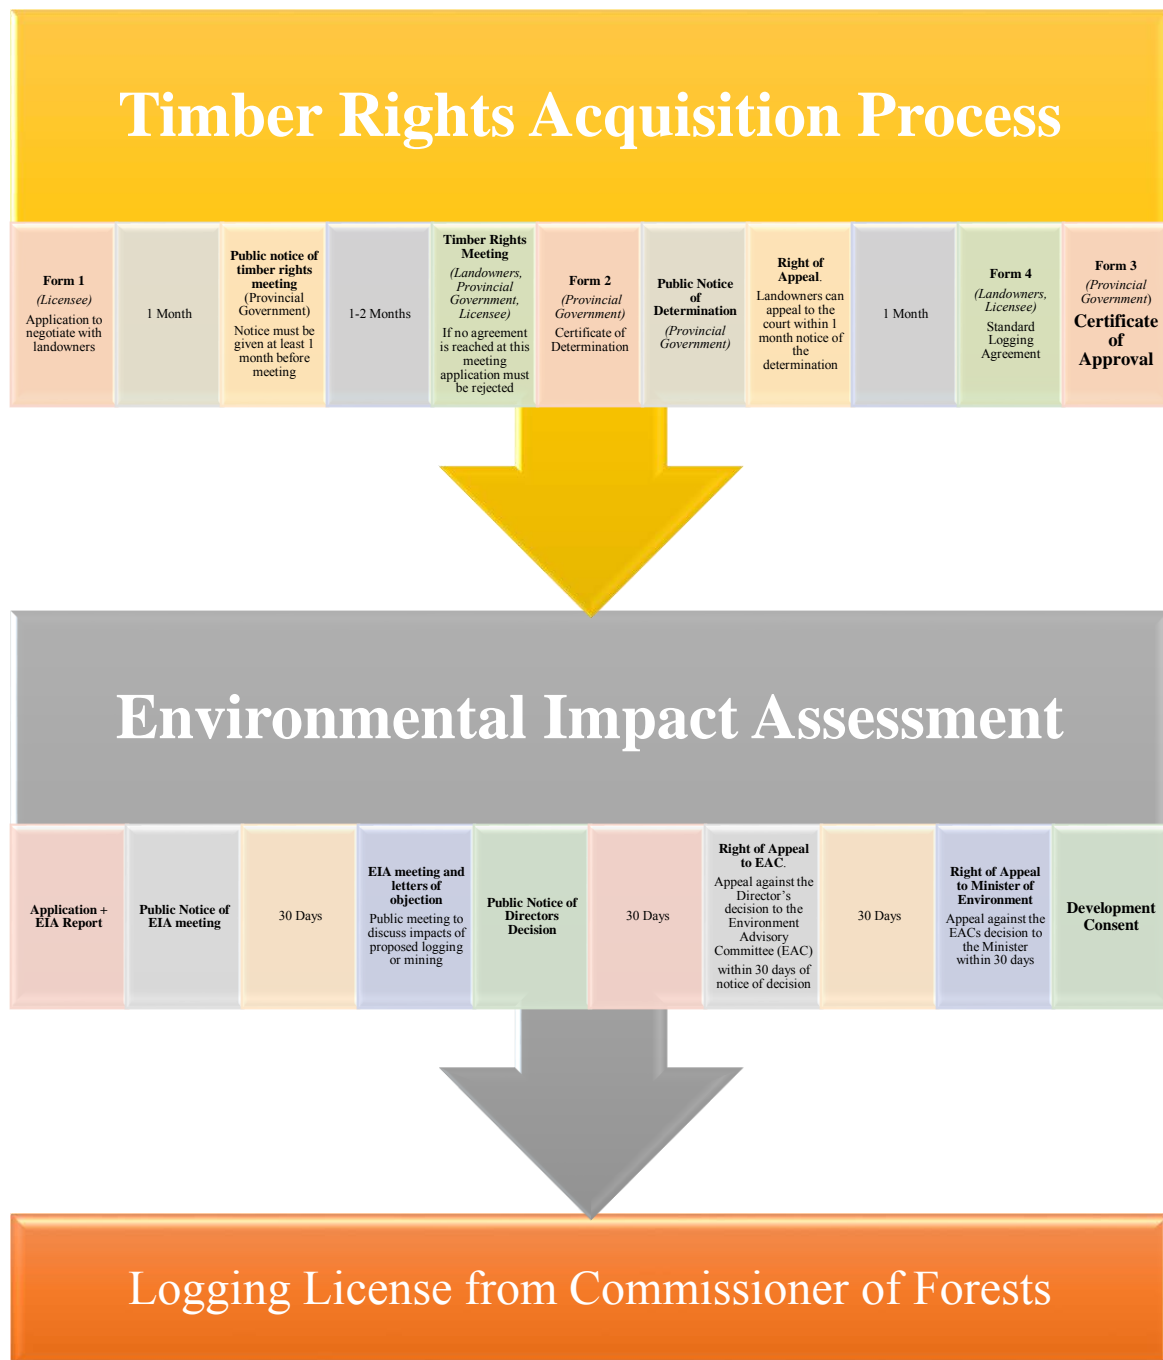 Timber Rights Acquisition Process
Form 1
(Licensee)
Application to
negotiate with
landowners
1 Month
Public notice of
timber rights
meeting
(Provincial
Government)
Notice must be
given at least 1
month before
meeting
1-2 Months
Timber Rights
Meeting
(Landowners,
Provincial
Government,
Licensee)
If no agreement
is reached at this
meeting
application must
be rejected
Form 2
(Provincial
Government)
Certificate of
Determination
Public Notice
of
Determination
(Provincial
Government)
Right of
Appeal.
Landowners can
appeal to the
court within 1
month notice of
the
determination
1 Month
Form 4
(Landowners,
Licensee)
Standard
Logging
Agreement
Form 3
(Provincial
Government)
Certificate
of
Approval
Environmental Impact Assessment
Application +
EIA Report
Public Notice of
EIA meeting
30 Days
EIA meeting and
letters of
objection
Public meeting to
discuss impacts of
proposed logging
or mining
Public Notice of
Directors
Decision
30 Days
Right of Appeal
to EAC.
Appeal against the
Director's
decision to the
Environment
Advisory
Committee (EAC)
within 30 days of
notice of decision
30 Days
Right of Appeal
to Minister of
Environment
Appeal against the
EACs decision to
the Minister
within 30 days
Development
Consent
Logging License from Commissioner of Forests